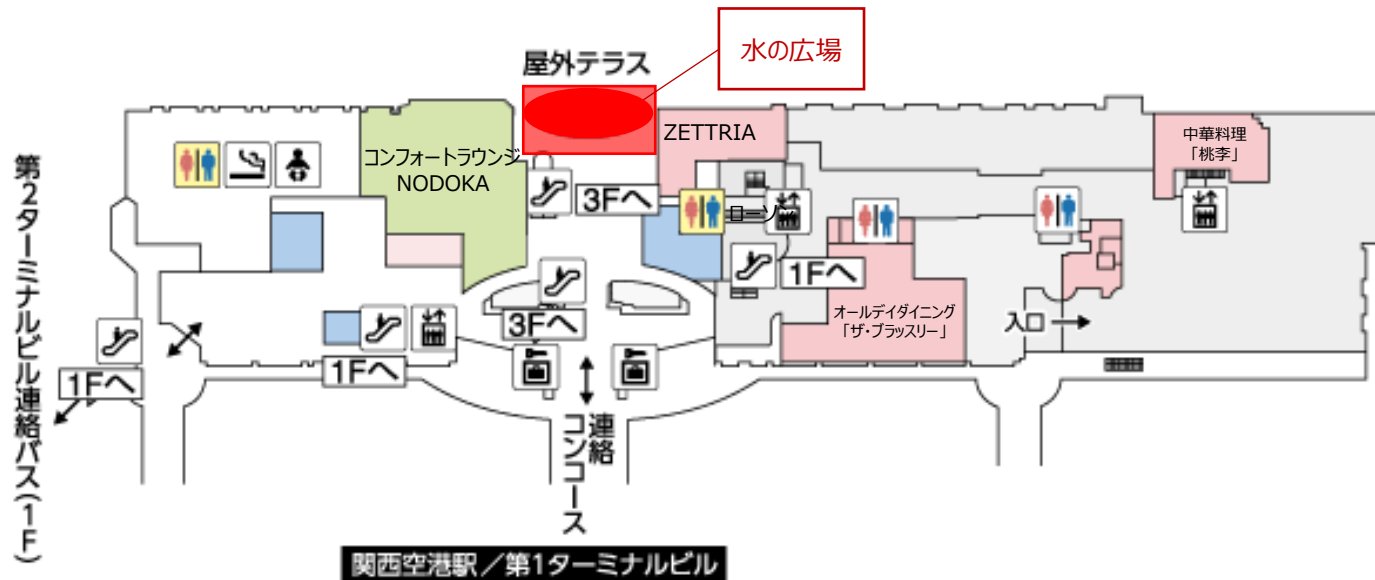 水の広場
屋外テラス
ZETTRIA
中華料理
「桃李」
コンフォートラウンジ
NODOKA
3Fへ
ローソン
1Fへ
オールデイダイニング
「ザ・ブラッスリー」
3Fへ
入口
1Fへ
1Fへ
第2ターミナルビル連絡バス(1F)
連絡
コンコース
関西空港駅/第1ターミナルビル